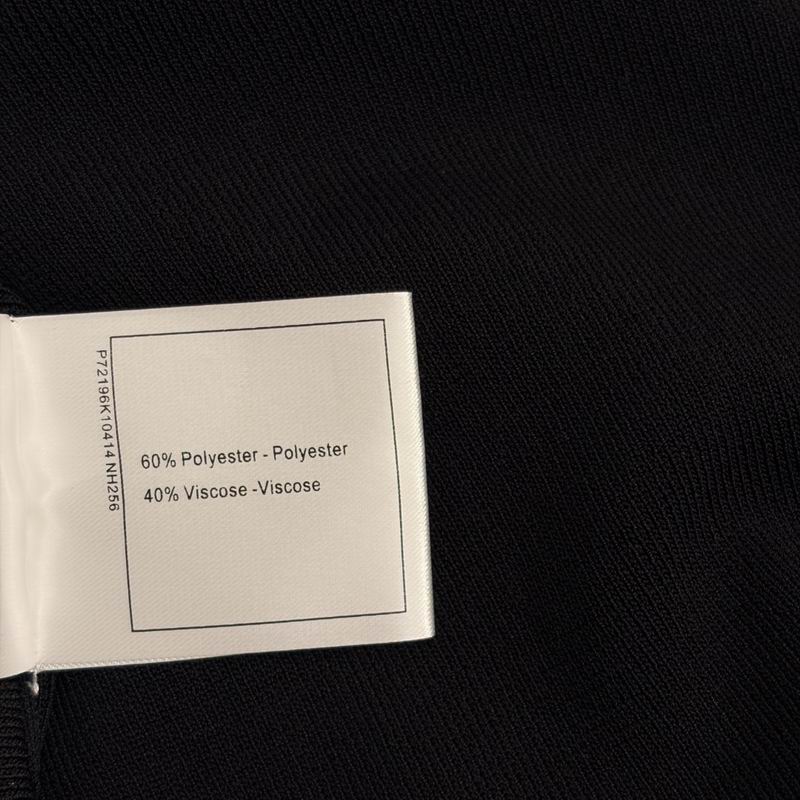 P72196K10414 NH256
60% Polyester - Polyester
40% Viscose -Viscose